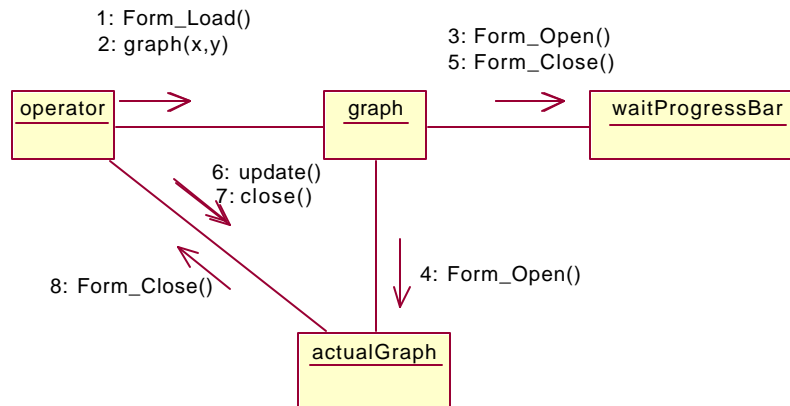 1: Form_Load()
2: graph(x,y)
3: Form_Open()
5: Form_Close()
operator
graph
waitProgressBar
6: update()
7: close()
8: Form_Close()
4: Form_Open()
actualGraph